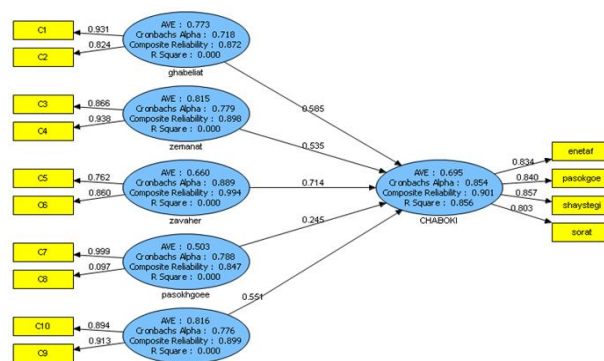 C1
0.931
C2
0.824
AVE : 0.773
Cronbachs Alpha : 0.718
Composite Reliability : 0.872
R Square : 0.000
ghabeliat
0.585
C3
0.866
C4
0.938
AVE : 0.815
Cronbachs Alpha : 0.779
Composite Reliability : 0.898
R Square : 0.000
zemanat
0.535
C5
0.762
C6
0.860
AVE : 0.660
Cronbachs Alpha : 0.889
Composite Reliability : 0.994
R Square : 0.000
zavaher
0.714
C7
0.999
C8
0.097
AVE : 0.503
Cronbachs Alpha : 0.788
Composite Reliability : 0.847
R Square : 0.000
pasokhgoee
0.245
C10
0.894
C9
0.913
AVE : 0.816
Cronbachs Alpha : 0.776
Composite Reliability : 0.899
R Square : 0.000
0.551
AVE : 0.695
Cronbachs Alpha : 0.854
Composite Reliability : 0.901
R Square : 0.856
CHABOKI
0.834
enetaf
0.840
pasokgoe
0.857
shaystegi
0.803
sorat